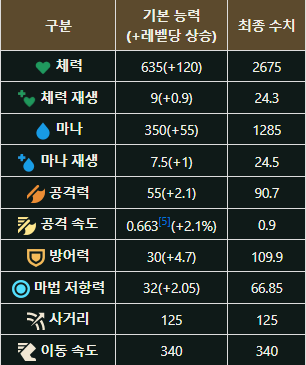 구분 기본 능력 (+레벨당 상승) 최종 수치
체력 635(+120) 2675
체력 재생 9(+0.9) 24.3
마나 350(+55) 1285
마나 재생 7.5(+1) 24.5
공격력 55(+2.1) 90.7
공격 속도 0.663[5](+2.1%) 0.9
방어력 30(+4.7) 109.9
마법 저항력 32(+2.05) 66.85
사거리 125 125
이동 속도 340 340